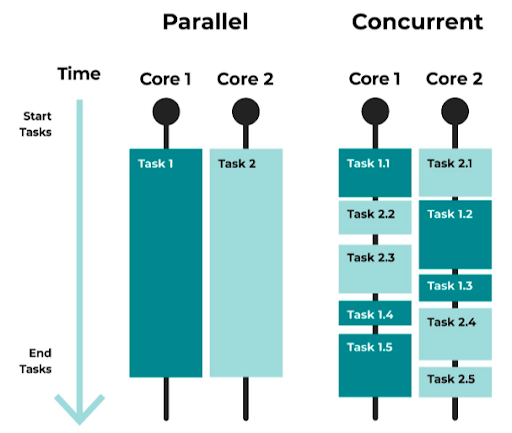 Parallel
Concurrent
Time
Core 1
Core 2
Core 1
Core 2
Start
Tasks
Task 1
Task 2
Task 1.1
Task 2.1
Task 2.2
Task 1.2
Task 2.3
Task 1.3
Task 1.4
Task 2.4
Task 1.5
End
Tasks
Task 2.5